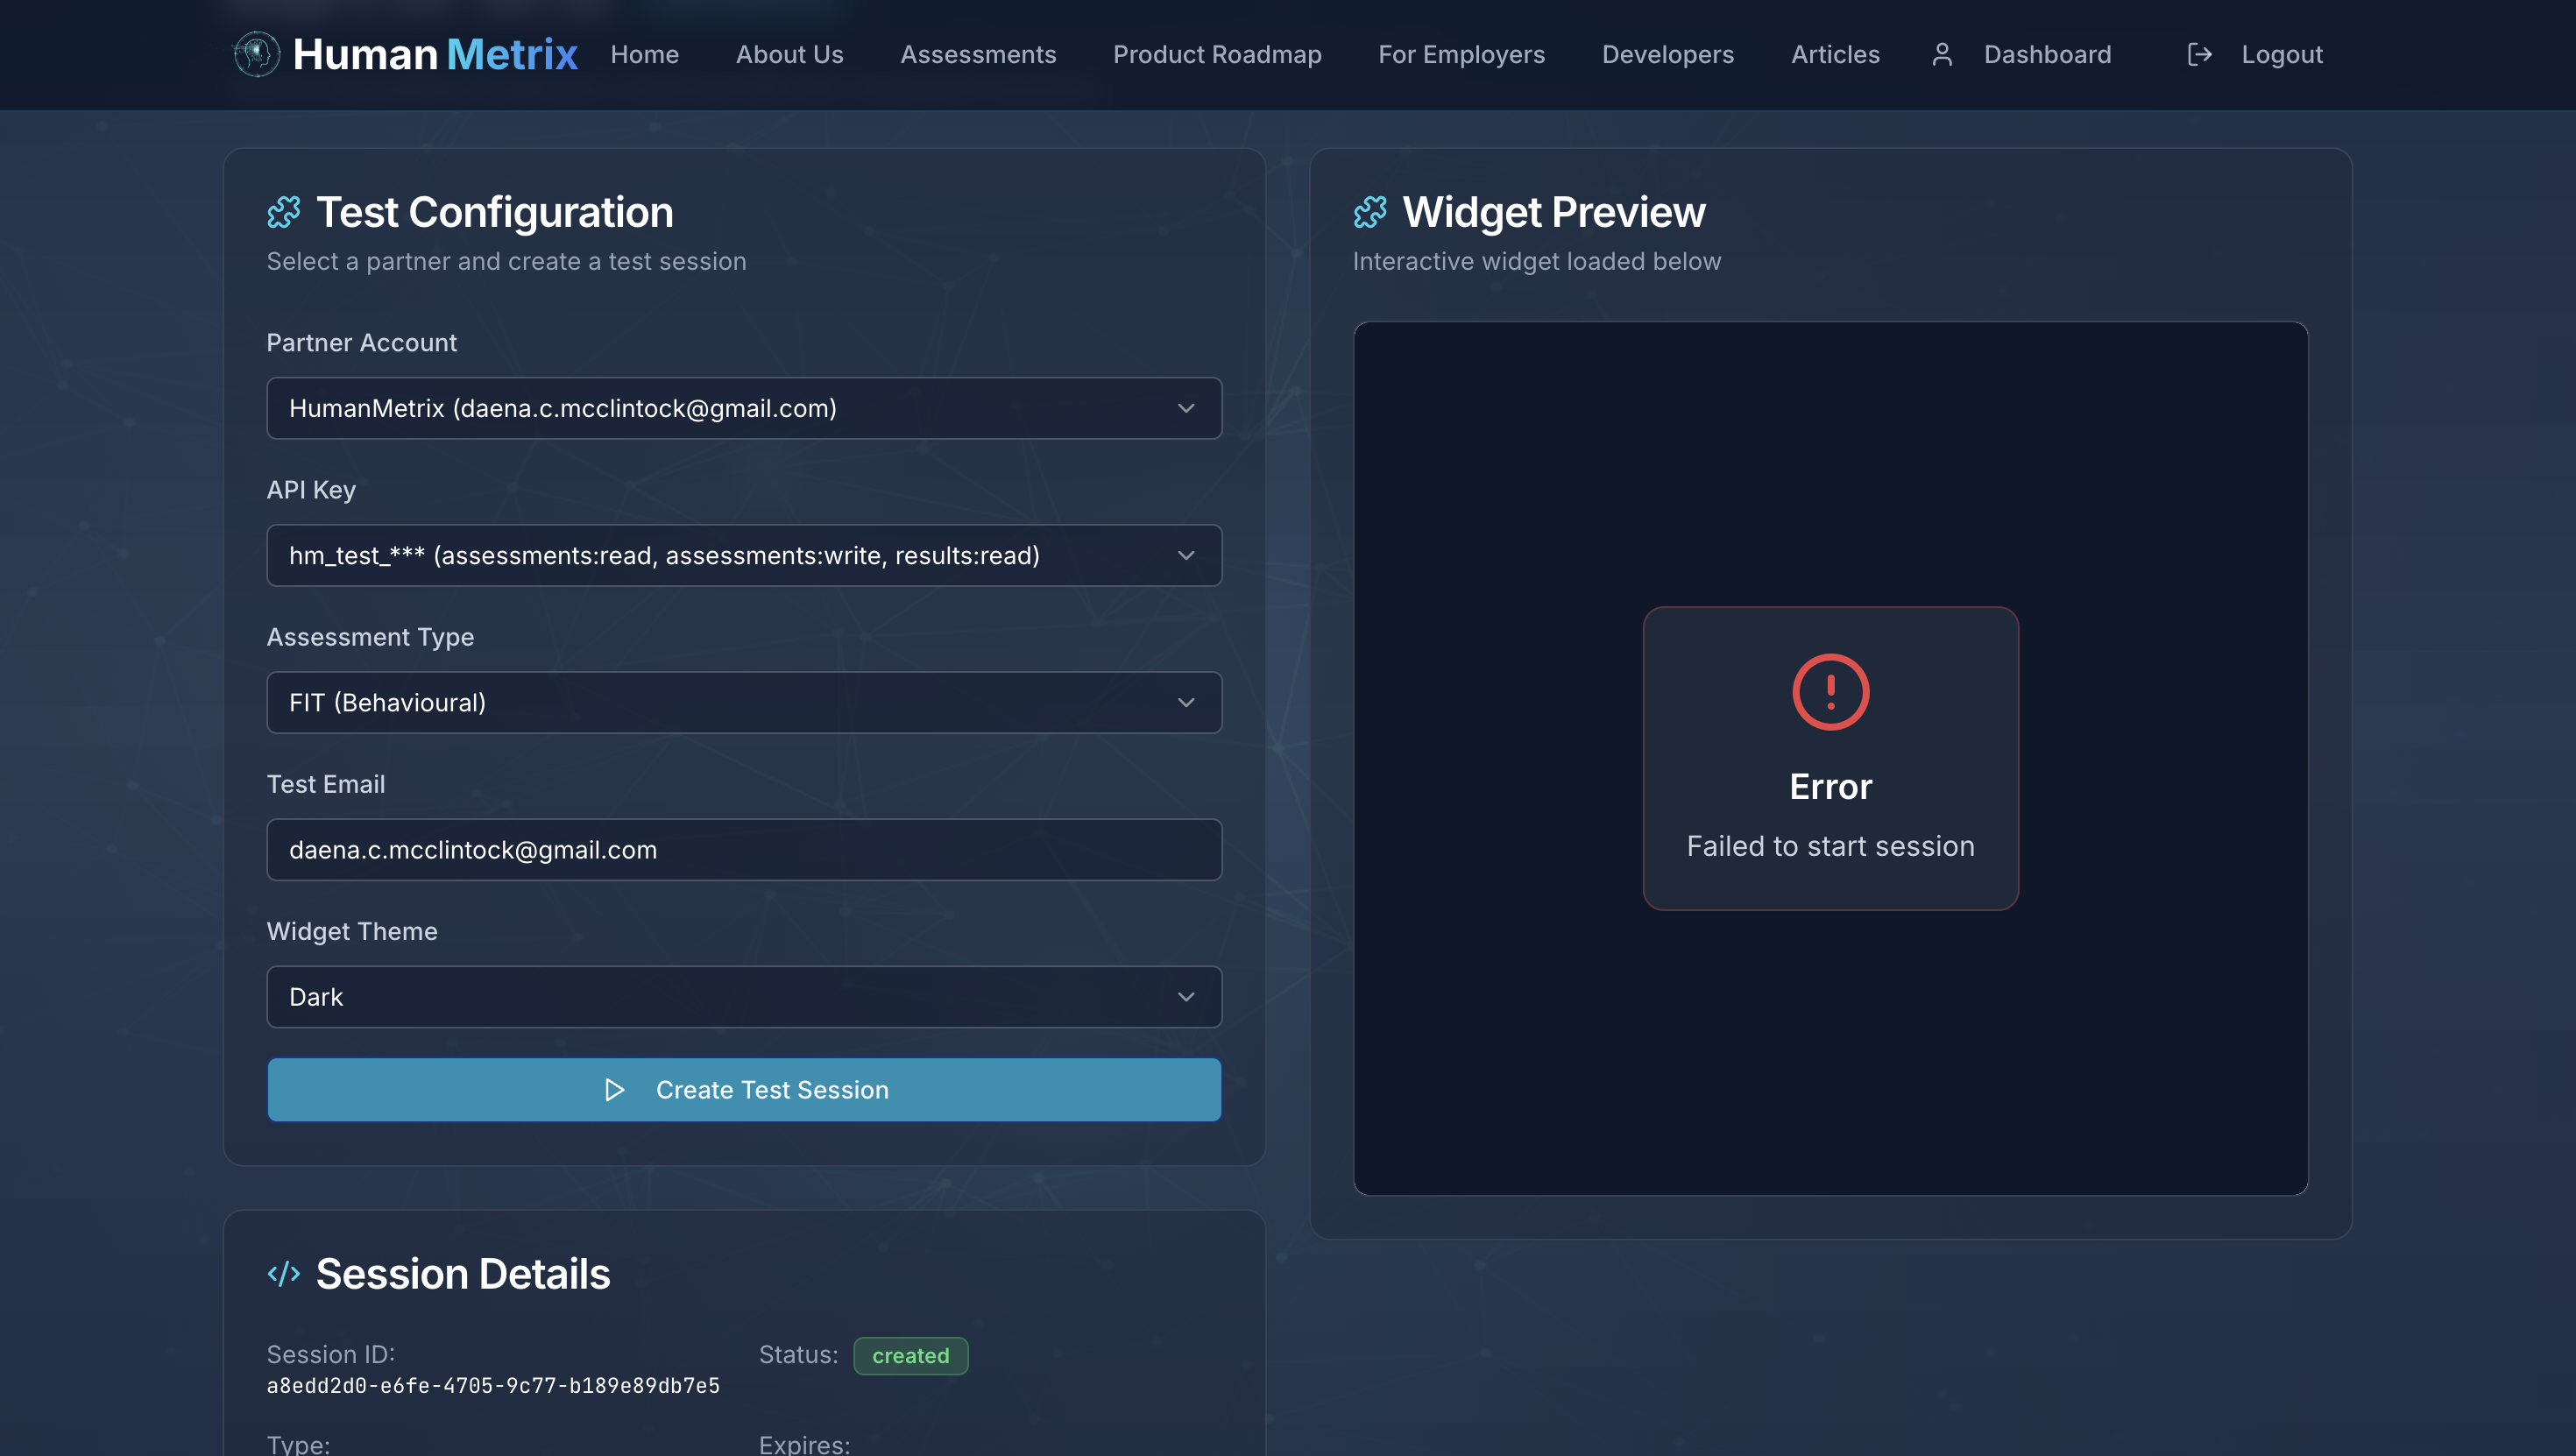 Human Metrix
Home
About Us
Assessments
Product Roadmap
For Employers
Developers
Articles
Dashboard
Logout
Test Configuration
Select a partner and create a test session
Partner Account
HumanMetrix (daena.c.mcclintock@gmail.com)
API Key
hm_test_*** (assessments:read, assessments:write, results:read)
Assessment Type
FIT (Behavioural)
Test Email
daena.c.mcclintock@gmail.com
Widget Theme
Dark
Create Test Session
Widget Preview
Interactive widget loaded below
Error
Failed to start session
Session Details
Session ID:
a8edd2d0-e6fe-4705-9c77-b189e89db7e5
Status: created
Type:
Expires: